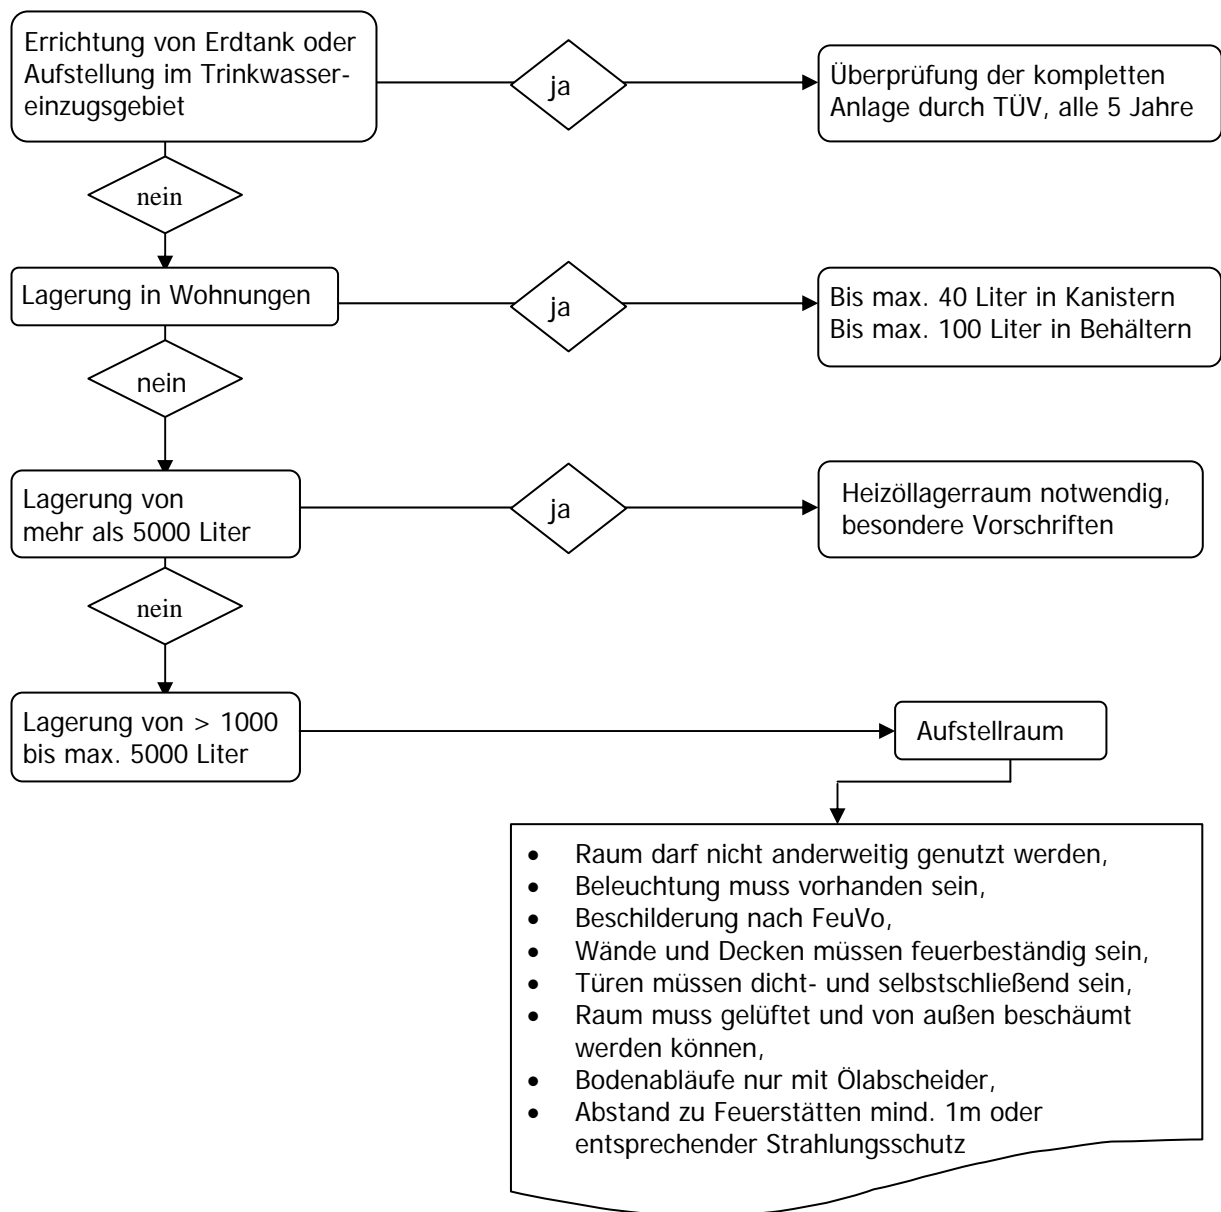 Errichtung von Erdtank oder
Aufstellung im Trinkwasser-
einzugsgebiet
ja
Überprüfung der kompletten
Anlage durch TÜV, alle 5 Jahre
nein
Lagerung in Wohnungen
ja
Bis max. 40 Liter in Kanistern
Bis max. 100 Liter in Behältern
nein
Lagerung von
mehr als 5000 Liter
ja
Heizöllagerraum notwendig,
besondere Vorschriften
nein
Lagerung von > 1000
bis max. 5000 Liter
Aufstellraum
• Raum darf nicht anderweitig genutzt werden,
• Beleuchtung muss vorhanden sein,
• Beschilderung nach FeuVo,
• Wände und Decken müssen feuerbeständig sein,
• Türen müssen dicht- und selbstschließend sein,
• Raum muss gelüftet und von außen beschäumt
werden können,
• Bodenabläufe nur mit Ölabscheider,
• Abstand zu Feuerstätten mind. 1m oder
entsprechender Strahlungsschutz